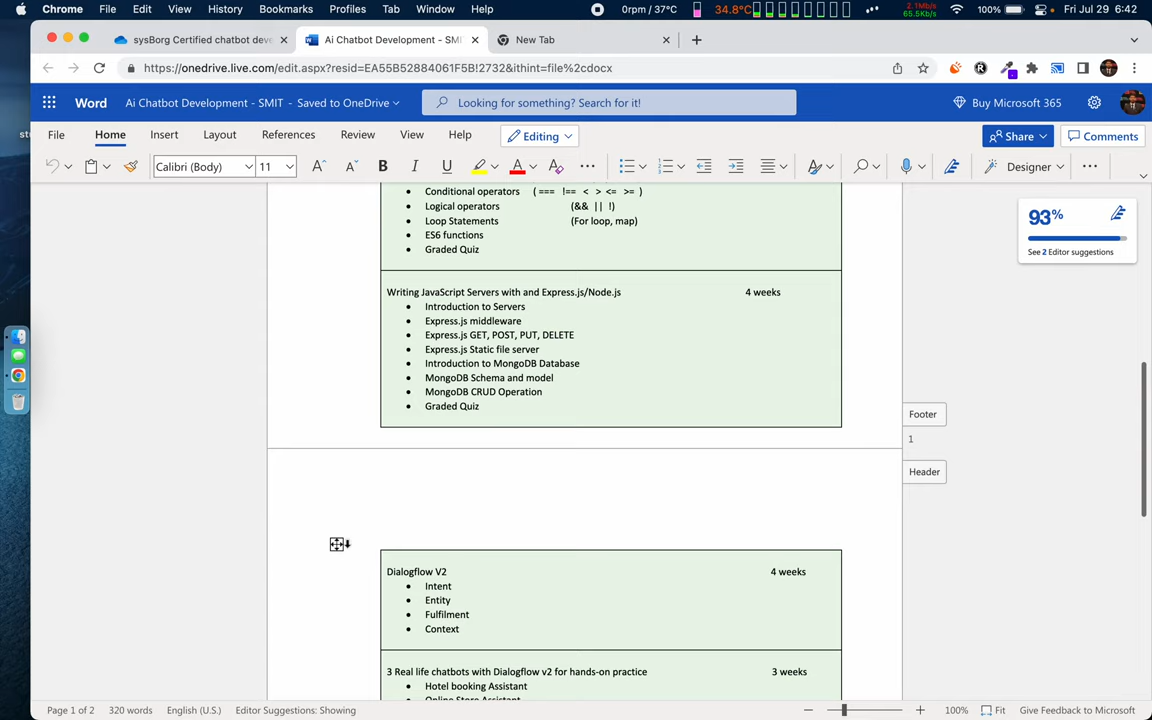 Chrome File Edit View History Bookmarks Profiles Tab Window Help 0rpm / 37°C 34.8°C 2.1Mb/s 65.5Kb/s 100% Fri Jul 29 6:42
sysBorg Certified chatbot deve Ai Chatbot Development - SMI New Tab
https://onedrive.live.com/edit.aspx?resid=EA55B52884061F5B!2732&ithint=file%2cdocx
Word Ai Chatbot Development - SMIT - Saved to OneDrive Looking for something? Search for it! Buy Microsoft 365
File Home Insert Layout References Review View Help Editing Share Comments
Calibri (Body) 11 Designer
• Conditional operators ( === !== < > <= >= )
• Logical operators (&& || !)
• Loop Statements (For loop, map)
• ES6 functions
• Graded Quiz
93%
See 2 Editor suggestions
Writing JavaScript Servers with and Express.js/Node.js 4 weeks
• Introduction to Servers
• Express.js middleware
• Express.js GET, POST, PUT, DELETE
• Express.js Static file server
• Introduction to MongoDB Database
• MongoDB Schema and model
• MongoDB CRUD Operation
• Graded Quiz
Footer
1
Header
Dialogflow V2 4 weeks
• Intent
• Entity
• Fulfilment
• Context
3 Real life chatbots with Dialogflow v2 for hands-on practice 3 weeks
• Hotel booking Assistant
• Online Store Assistant
Page 1 of 2 320 words English (U.S.) Editor Suggestions: Showing 100% Fit Give Feedback to Microsoft